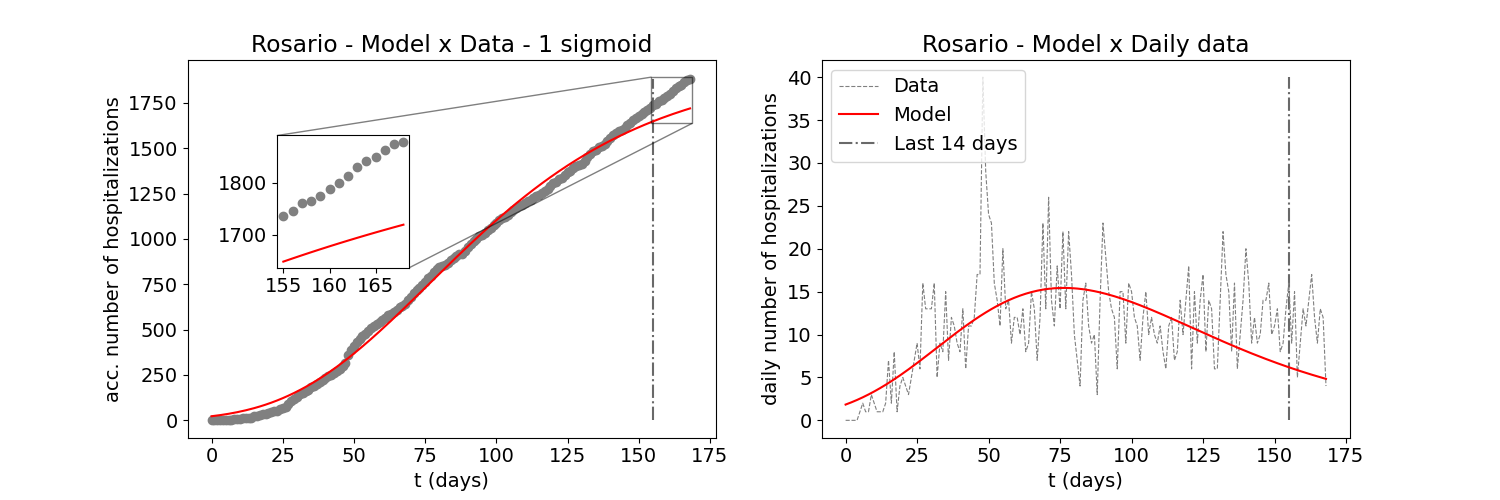 Rosario - Model x Data - 1 sigmoid
acc. number of hospitalizations
1750
1500
1250
1000
750
500
250
0
1800
1700
155 160 165
0 25 50 75 100 125 150 175
t (days)
Rosario - Model x Daily data
daily number of hospitalizations
40
35
30
25
20
15
10
5
0
Data
Model
Last 14 days
0 25 50 75 100 125 150 175
t (days)